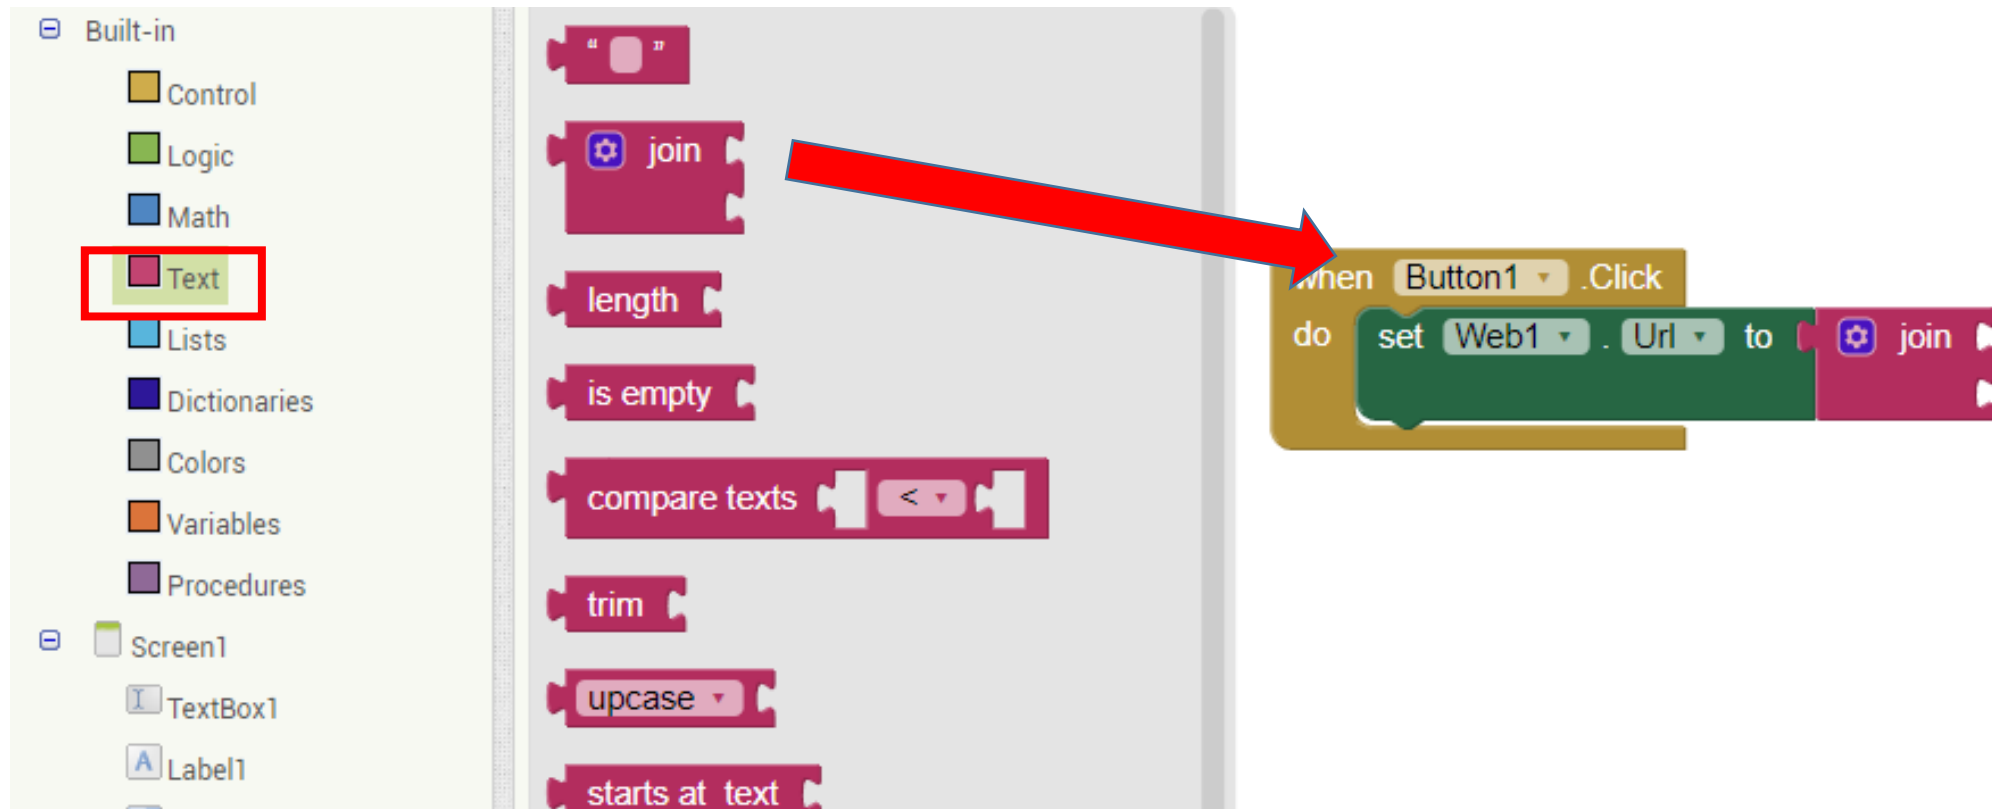 Built-in
Control
Logic
Math
Text
Lists
Dictionaries
Colors
Variables
Procedures
Screen1
TextBox1
Label1
“ ”
join
length
is empty
compare texts <
trim
upcase
starts at text
when Button1 .Click
do set Web1 . Url to join